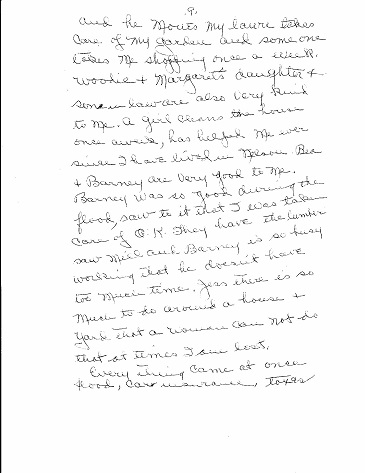 9,
and he mows my lawn takes
care of my garden and someone
takes me shopping once a week.
Woodie + Margaret's daughter +
son in law are also very kind
to me. A girl cleans the house
once a week, has helped me ever
since I have lived in Nelson. Bea
+ Barney are very good to me.
Barney was so good during the
flood, saw to it that I was taken
care of O.K. They have the lumber
saw mill and Barney is so busy
working that he doesn't have
too much time. Jess there is so
much to do around a house +
yard that a woman can not do
that at times I am lost.
Every thing came at once
flood, car insurance, taxes